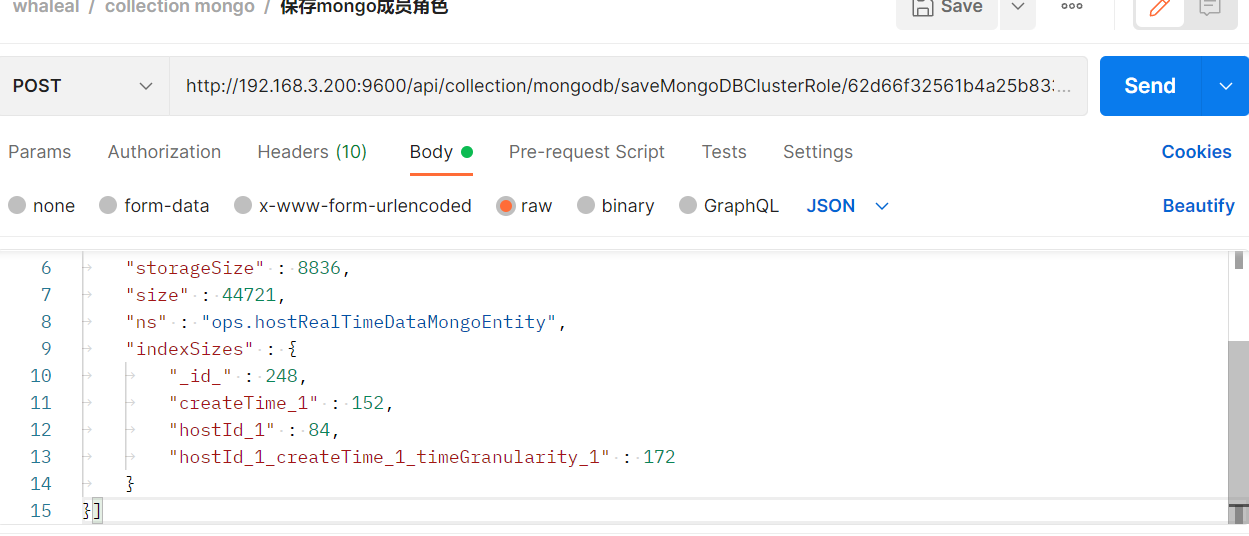 whaleal / collection mongo / 保存mongo成员角色
Save
POST
http://192.168.3.200:9600/api/collection/mongodb/saveMongoDBClusterRole/62d66f32561b4a25b83...
Send
Params Authorization Headers (10) Body Pre-request Script Tests Settings Cookies
none form-data x-www-form-urlencoded raw binary GraphQL JSON Beautify
6 "storageSize" : 8836,
7 "size" : 44721,
8 "ns" : "ops.hostRealTimeDataMongoEntity",
9 "indexSizes" : {
10 "_id_" : 248,
11 "createTime_1" : 152,
12 "hostId_1" : 84,
13 "hostId_1_createTime_1_timeGranularity_1" : 172
14 }
15 }]